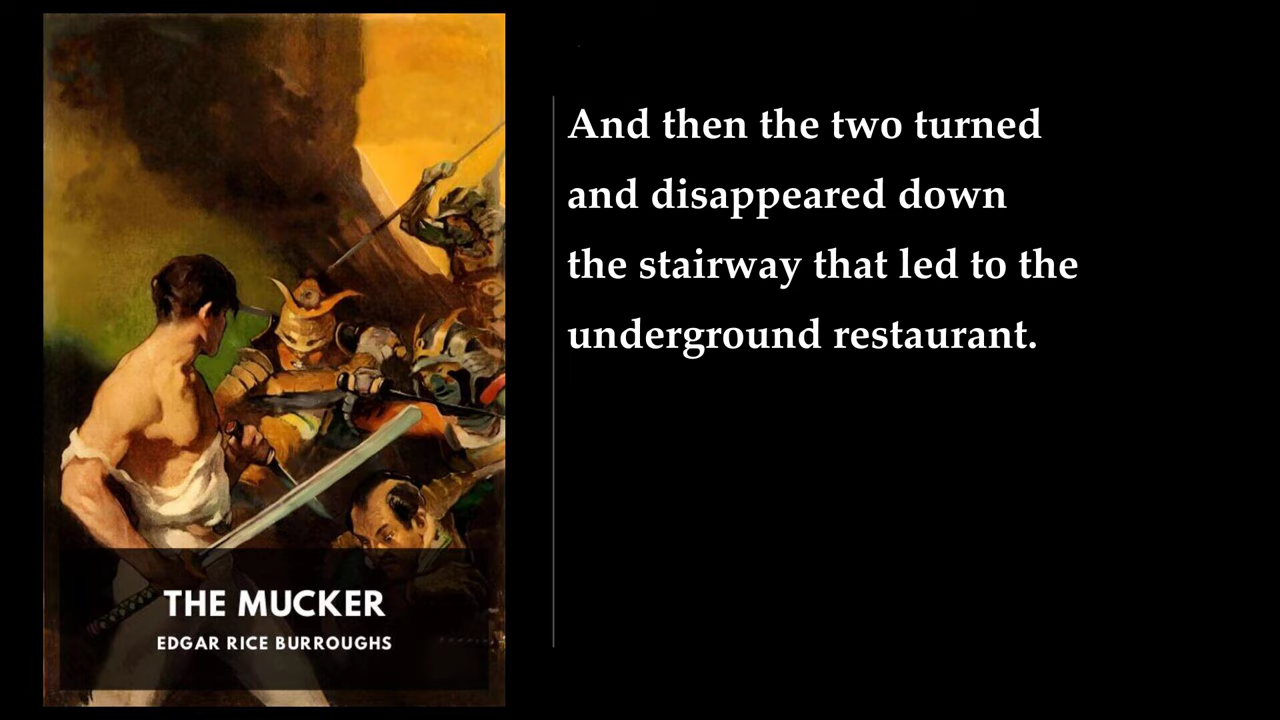 And then the two turned
and disappeared down
the stairway that led to the
underground restaurant.
THE MUCKER
EDGAR RICE BURROUGHS